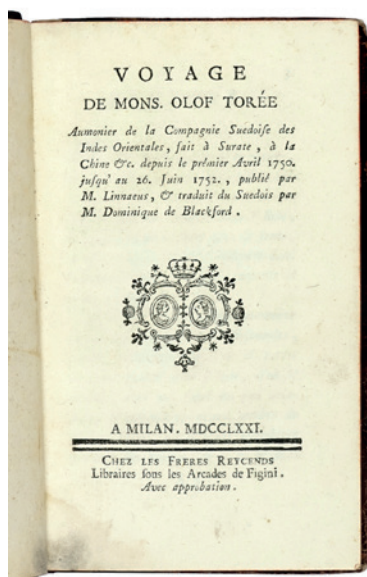 VOYAGE
DE MONS. OLOF TORÉE
Aumonier de la Compagnie Suedoise des
Indes Orientales, fait à Surate, à la
Chine &c. depuis le prémier Avril 1750.
jusqu'au 26. Juin 1752., publié par
M. Linnaeus, & traduit du Suedois par
M. Dominique de Blackford.
A MILAN. MDCCLXXI.
CHEZ LES FRERES REYCENDS
Libraires sous les Arcades de Figini.
Avec approbation.